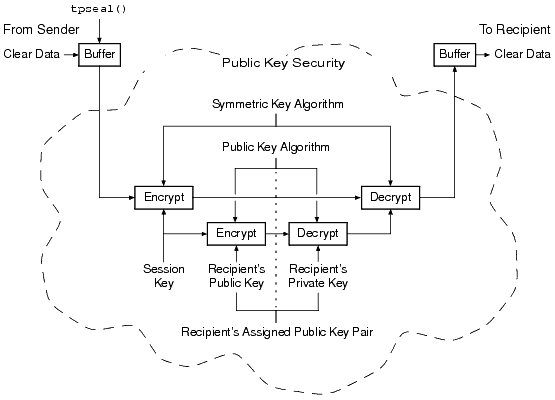 tpseal()
From Sender
To Recipient
Clear Data
Buffer
Buffer
Clear Data
Public Key Security
Symmetric Key Algorithm
Public Key Algorithm
Encrypt
Decrypt
Encrypt
Decrypt
Session
Key
Recipient's
Public Key
Recipient's
Private Key
Recipient's Assigned Public Key Pair